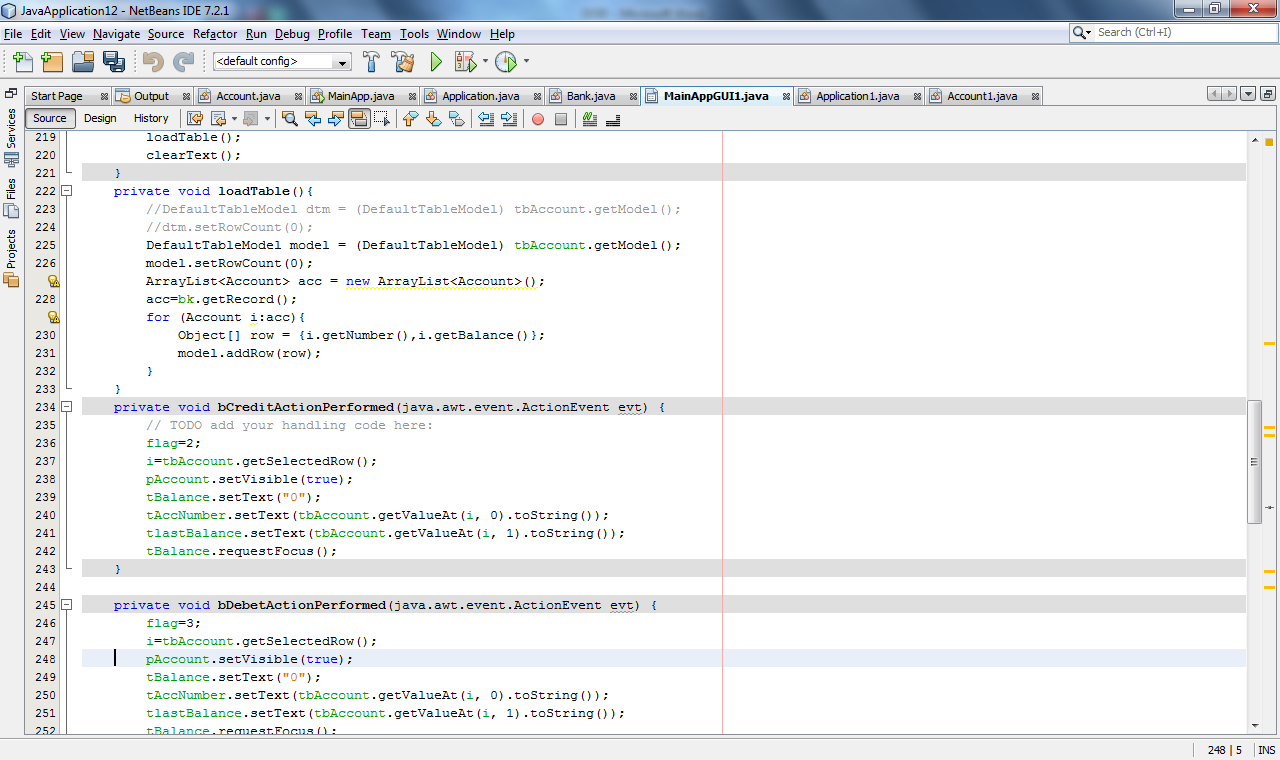 JavaApplication12 - NetBeans IDE 7.2.1
File Edit View Navigate Source Refactor Run Debug Profile Team Tools Window Help
Search (Ctrl+I)
<default config>
Start Page Output Account.java MainApp.java Application.java Bank.java MainAppGUI1.java Application1.java Account1.java
Source Design History
Services
Files
Projects
219 loadTable();
220 clearText();
221 }
222 private void loadTable(){
223 //DefaultTableModel dtm = (DefaultTableModel) tbAccount.getModel();
224 //dtm.setRowCount(0);
225 DefaultTableModel model = (DefaultTableModel) tbAccount.getModel();
226 model.setRowCount(0);
ArrayList<Account> acc = new ArrayList<Account>();
228 acc=bk.getRecord();
for (Account i:acc){
230 Object[] row = {i.getNumber(),i.getBalance()};
231 model.addRow(row);
232 }
233 }
234 private void bCreditActionPerformed(java.awt.event.ActionEvent evt) {
235 // TODO add your handling code here:
236 flag=2;
237 i=tbAccount.getSelectedRow();
238 pAccount.setVisible(true);
239 tBalance.setText("0");
240 tAccNumber.setText(tbAccount.getValueAt(i, 0).toString());
241 tlastBalance.setText(tbAccount.getValueAt(i, 1).toString());
242 tBalance.requestFocus();
243 }
244
245 private void bDebetActionPerformed(java.awt.event.ActionEvent evt) {
246 flag=3;
247 i=tbAccount.getSelectedRow();
248 pAccount.setVisible(true);
249 tBalance.setText("0");
250 tAccNumber.setText(tbAccount.getValueAt(i, 0).toString());
251 tlastBalance.setText(tbAccount.getValueAt(i, 1).toString());
252 tBalance.requestFocus();
248 | 5 INS